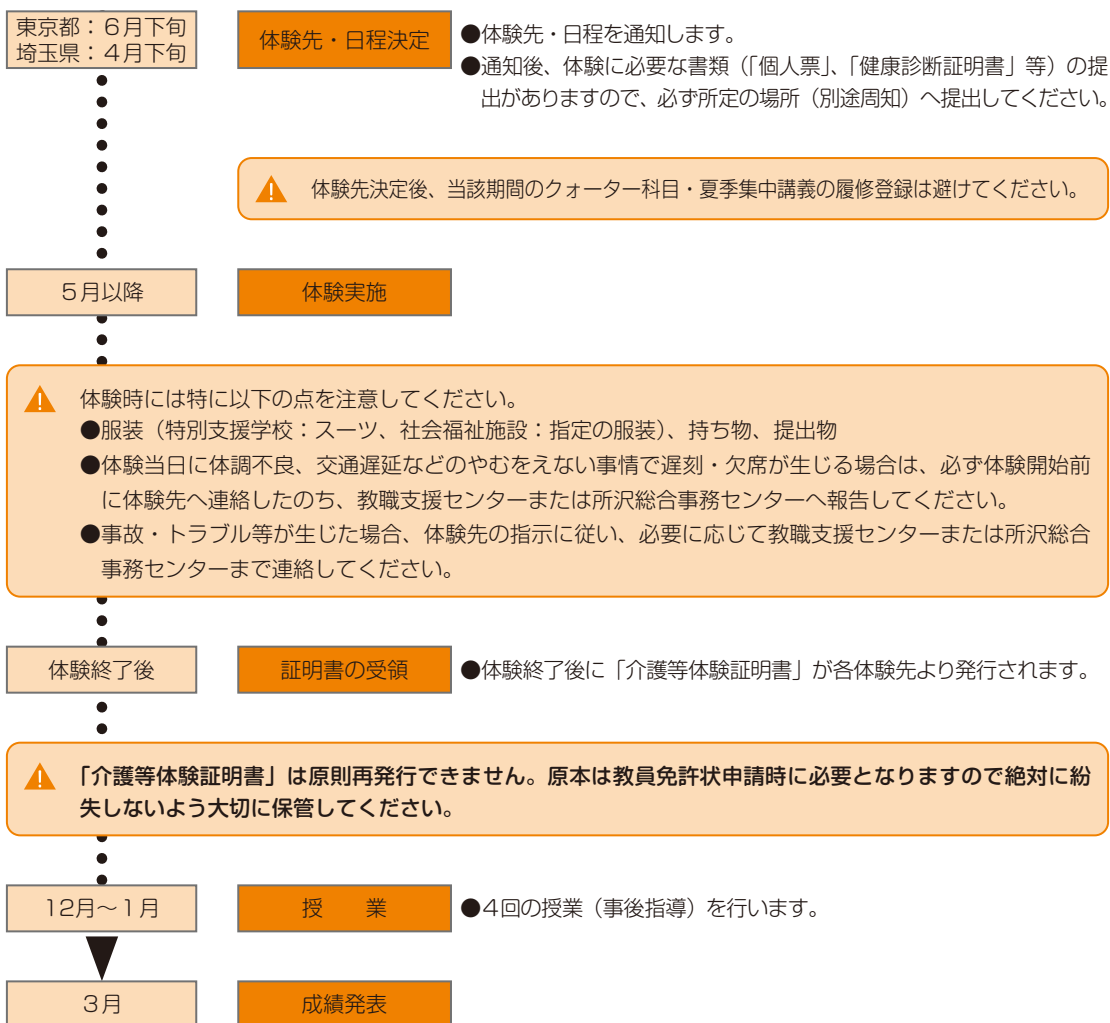 東京都：６月下旬
埼玉県：４月下旬
体験先・日程決定
●体験先・日程を通知します。
●通知後、体験に必要な書類（「個人票」、「健康診断証明書」等）の提
出がありますので、必ず所定の場所（別途周知）へ提出してください。
体験先決定後、当該期間のクォーター科目・夏季集中講義の履修登録は避けてください。
５月以降
体験実施
体験時には特に以下の点を注意してください。
●服装（特別支援学校：スーツ、社会福祉施設：指定の服装）、持ち物、提出物
●体験当日に体調不良、交通遅延などのやむをえない事情で遅刻・欠席が生じる場合は、必ず体験開始前
に体験先へ連絡したのち、教職支援センターまたは所沢総合事務センターへ報告してください。
●事故・トラブル等が生じた場合、体験先の指示に従い、必要に応じて教職支援センターまたは所沢総合
事務センターまで連絡してください。
体験終了後
証明書の受領
●体験終了後に「介護等体験証明書」が各体験先より発行されます。
「介護等体験証明書」は原則再発行できません。原本は教員免許状申請時に必要となりますので絶対に紛
失しないよう大切に保管してください。
12月〜１月
授　業
●４回の授業（事後指導）を行います。
３月
成績発表